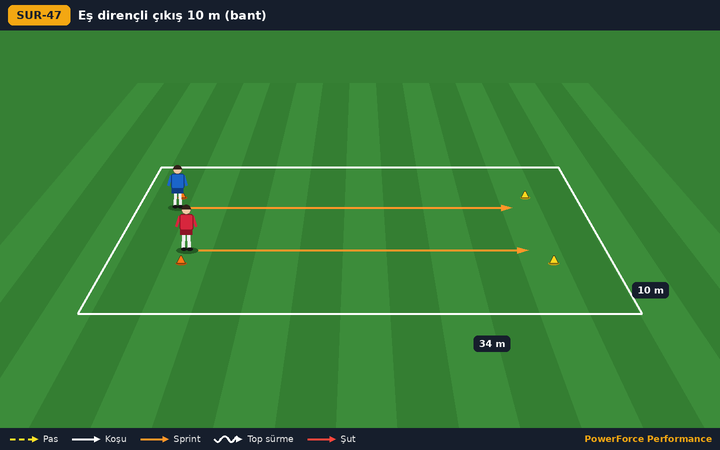 SUR-47 Eş dirençli çıkış 10 m (bant)
10 m
34 m
Pas Koşu Sprint Top sürme Şut PowerForce Performance